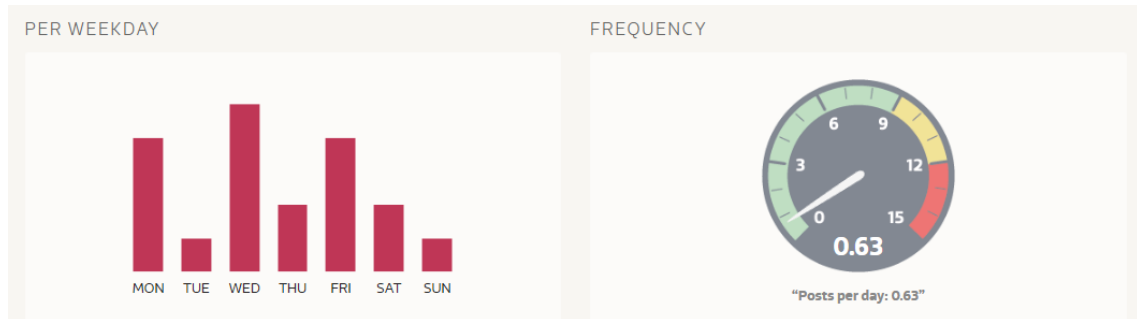 PER WEEKDAY
MON TUE WED THU FRI SAT SUN
FREQUENCY
6 9
3 12
0 15
0.63
“Posts per day: 0.63”